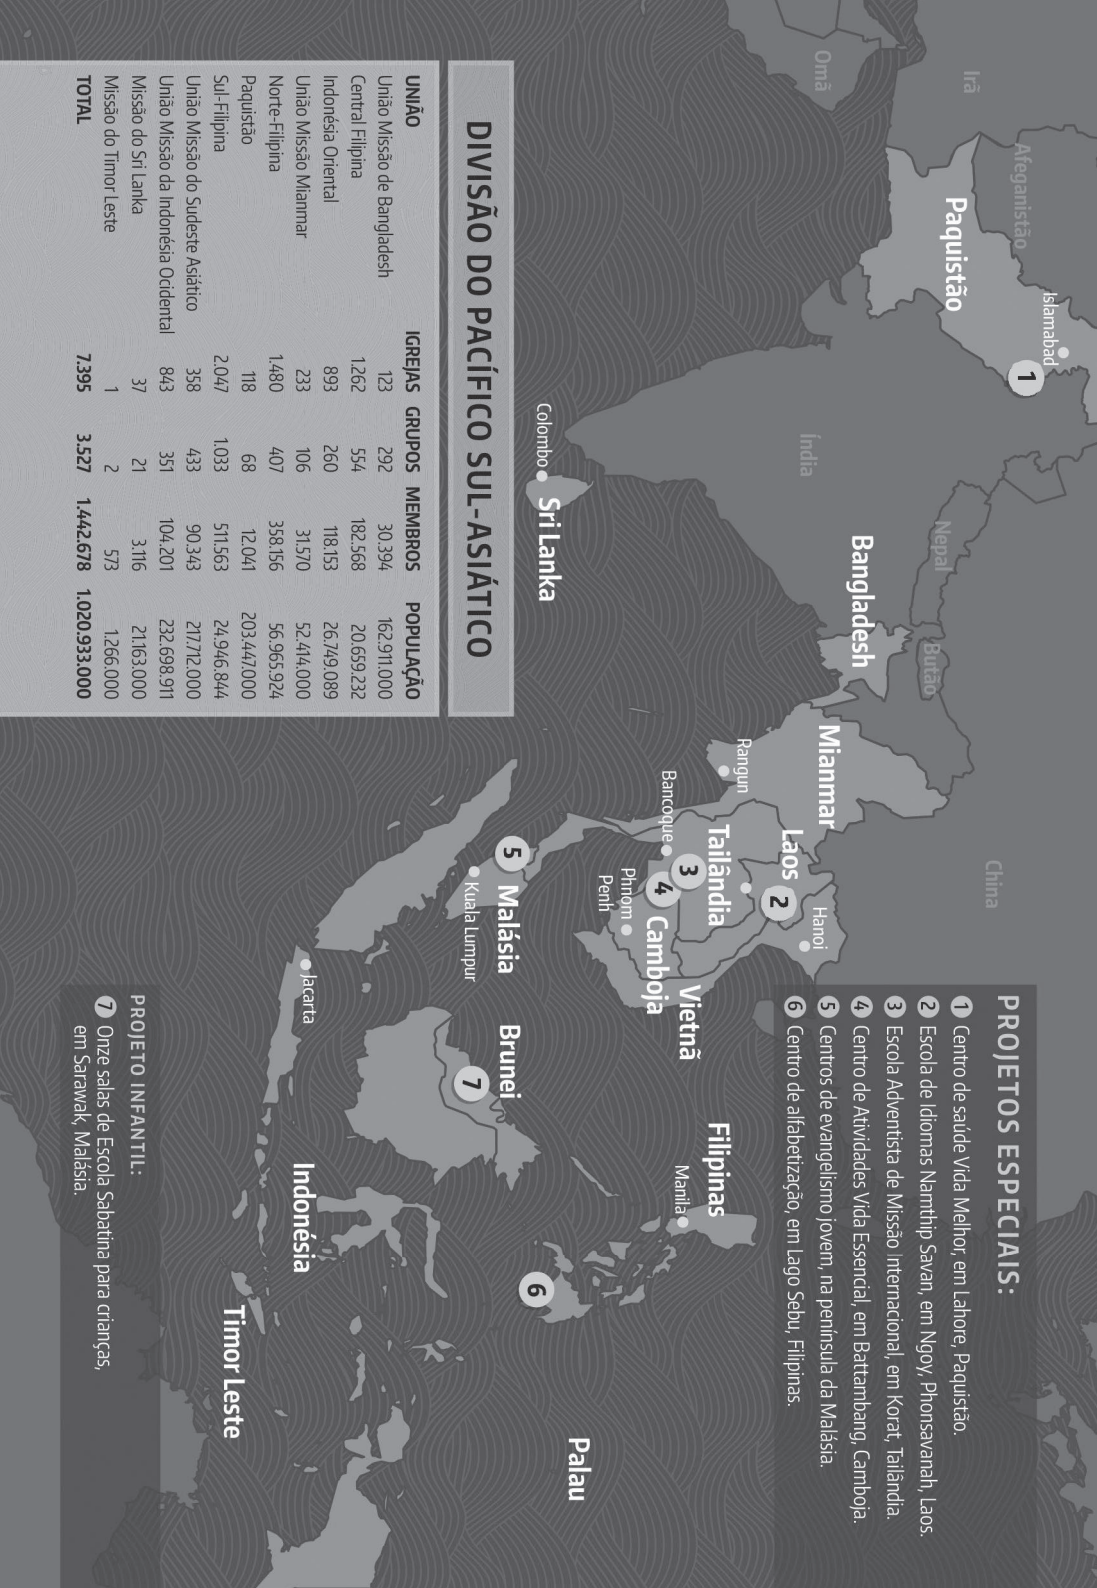 PROJETOS ESPECIAIS:
1 Centro de saúde Vida Melhor, em Lahore, Paquistão.
2 Escola de Idiomas Namthip Savan, em Ngoy, Phonsavanah, Laos.
3 Escola Adventista de Missão Internacional, em Korat, Tailândia.
4 Centro de Atividades Vida Essencial, em Battambang, Camboja.
5 Centros de evangelismo jovem, na península da Malásia.
6 Centro de alfabetização, em Lago Sebu, Filipinas.
PROJETO INFANTIL:
7 Onze salas de Escola Sabatina para crianças,
em Sarawak, Malásia.
Irã
Afeganistão
Omã
Paquistão
Islamabad
1
Índia
Nepal
Butão
Bangladesh
China
Mianmar
Rangun
Laos
2
Hanoi
Tailândia
Bancoque
3
4
Camboja
Phnom
Penh
Vietnã
Colombo
Sri Lanka
5
Malásia
Kuala Lumpur
Brunei
7
Filipinas
Manila
6
Palau
Jacarta
Indonésia
Timor Leste
DIVISÃO DO PACÍFICO SUL-ASIÁTICO
UNIÃO IGREJAS GRUPOS MEMBROS POPULAÇÃO
União Missão de Bangladesh 123 292 30.394 162.911.000
Central Filipina 1.262 554 182.568 20.659.232
Indonésia Oriental 893 260 118.153 26.749.089
União Missão Mianmar 233 106 31.570 52.414.000
Norte-Filipina 1.480 407 358.156 56.965.924
Paquistão 118 68 12.041 203.447.000
Sul-Filipina 2.047 1.033 511.563 24.946.844
União Missão do Sudeste Asiático 358 433 90.343 217.712.000
União Missão da Indonésia Ocidental 843 351 104.201 232.698.911
Missão do Sri Lanka 37 21 3.116 21.163.000
Missão do Timor Leste 1 2 573 1.266.000
TOTAL 7.395 3.527 1.442.678 1.020.933.000